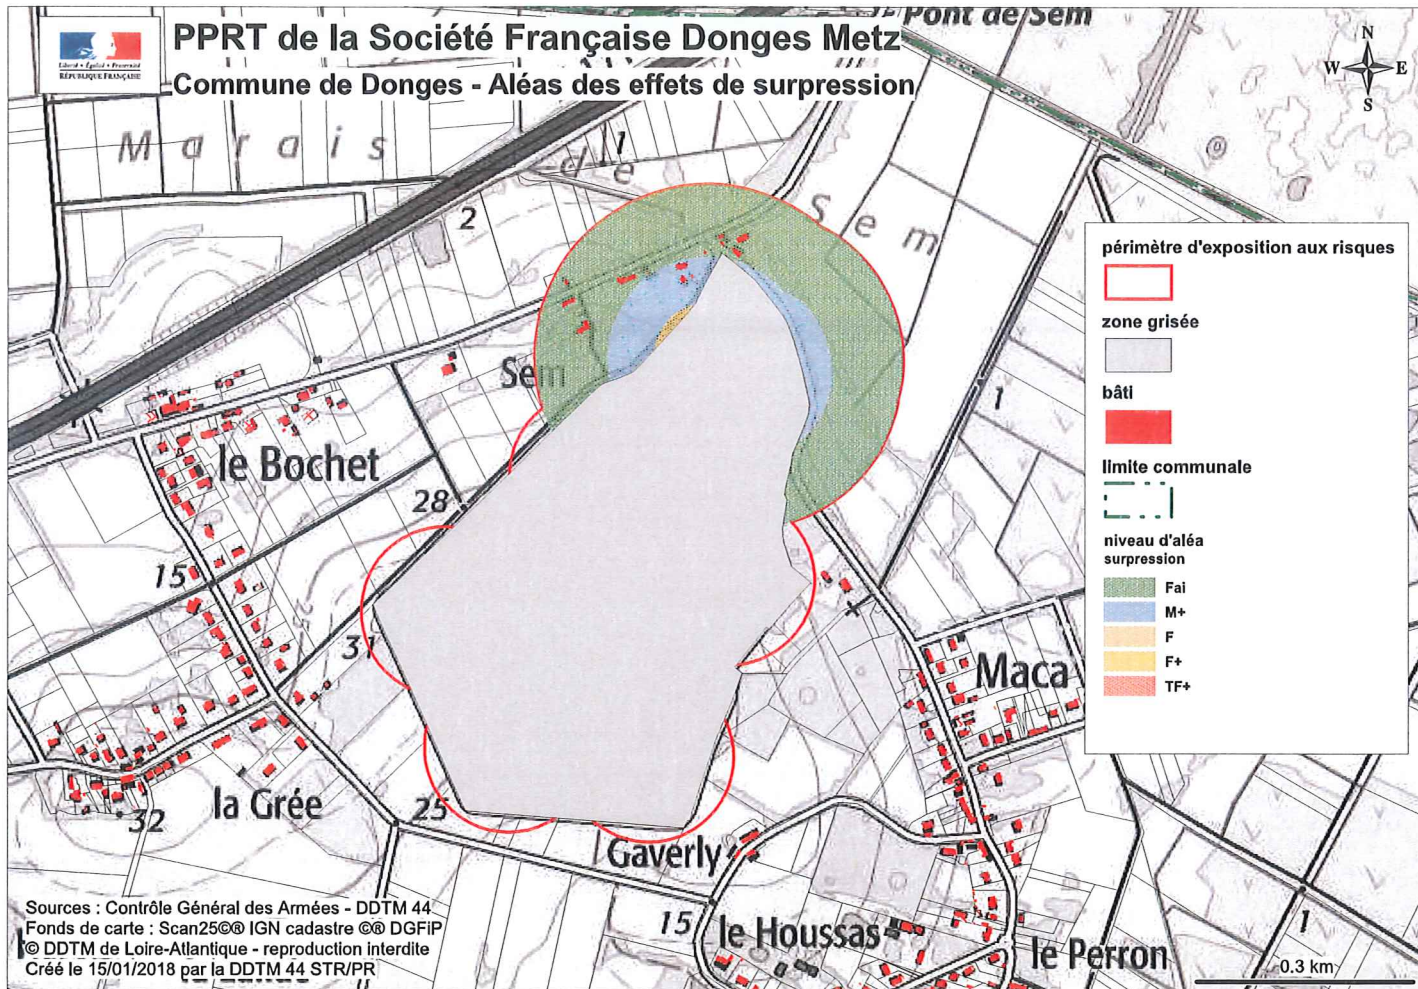 Pont de Sem
PPRT de la Société Française Donges Metz
Commune de Donges - Aléas des effets de surpression
Liberté • Égalité • Fraternité
RÉPUBLIQUE FRANÇAISE
N
W E
S
Marais
de
Sem
1
2
périmètre d'exposition aux risques
zone grisée
bâti
limite communale
niveau d'aléa
surpression
Fai
M+
F
F+
TF+
Sem
1
le Bochet
28
15
31
Maca
la Grée
25
32
Gaverly
15
le Houssas
le Perron
1
Sources : Contrôle Général des Armées - DDTM 44
Fonds de carte : Scan25©® IGN cadastre ©® DGFiP
© DDTM de Loire-Atlantique - reproduction interdite
Créé le 15/01/2018 par la DDTM 44 STR/PR
0.3 km